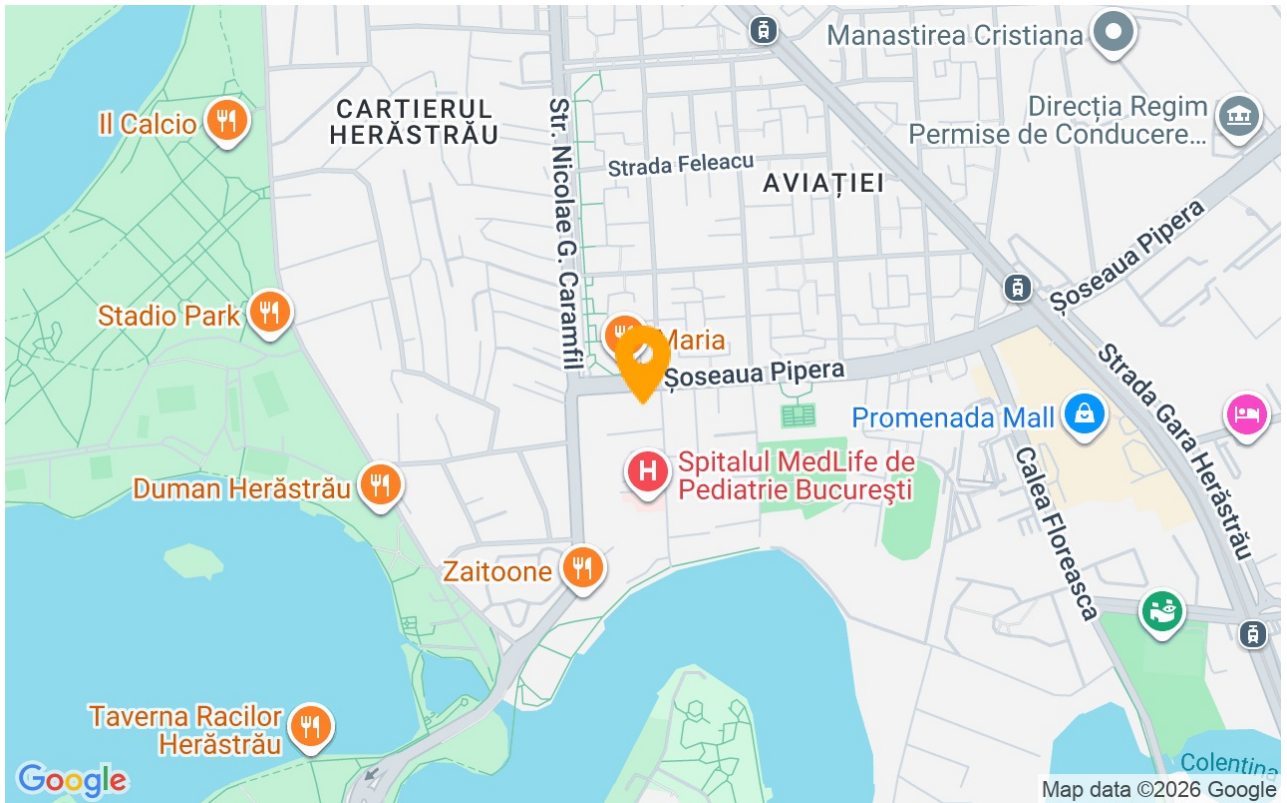 Manastirea Cristiana
Il Calcio
CARTIERUL
HERĂSTRĂU
Direcția Regim
Permise de Conducere...
Str. Nicolae G. Caramfil
Strada Feleacu
AVIAȚIEI
Șoseaua Pipera
Stadio Park
Maria
Șoseaua Pipera
Strada Gara Herăstrău
Promenada Mall
Calea Floreasca
H
Spitalul MedLife de
Pediatrie Bucureşti
Duman Herăstrău
Zaitoone
Taverna Racilor
Herăstrău
Colentina
Google
Map data ©2026 Google